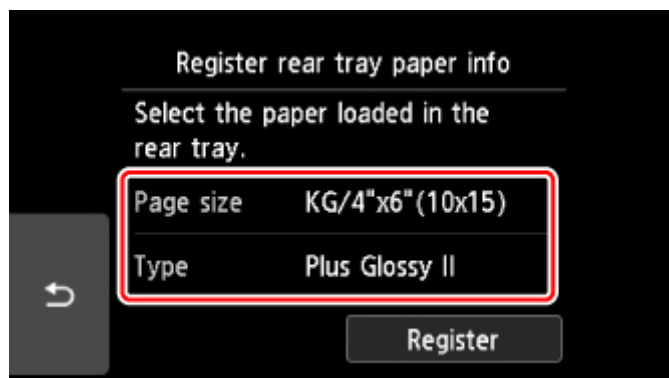 Register rear tray paper info
Select the paper loaded in the
rear tray.
Page size KG/4"x6"(10x15)
Type Plus Glossy II
Register